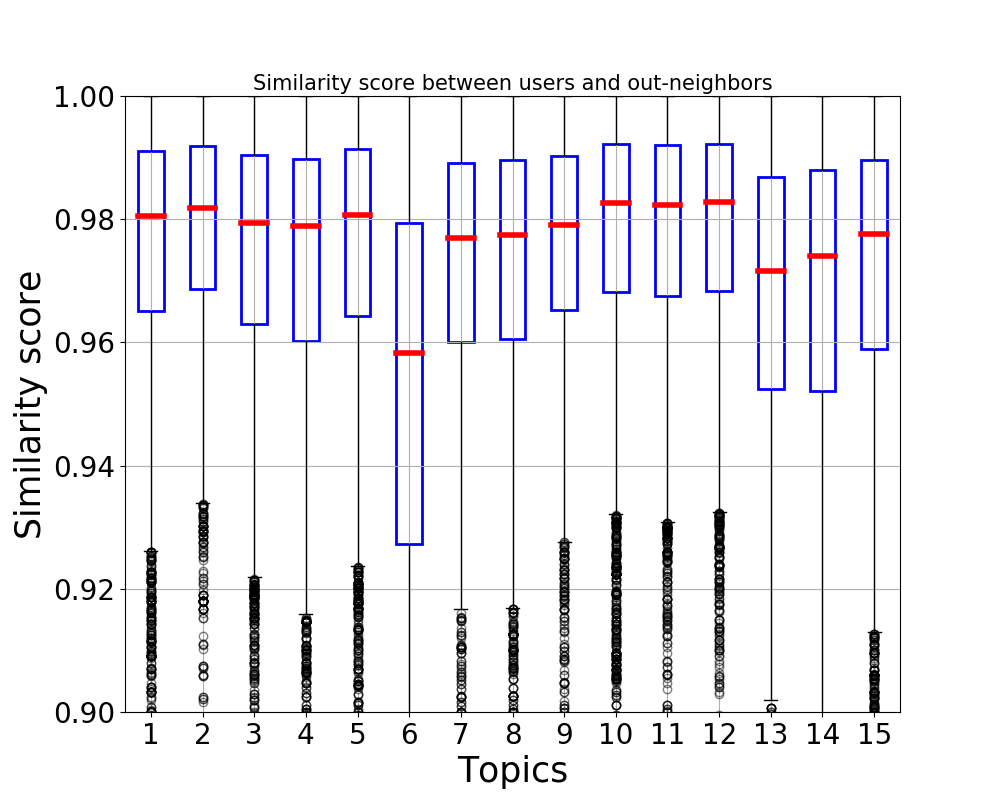 Similarity score between users and out-neighbors
1.00
0.98
0.96
0.94
0.92
0.90
Similarity score
1 2 3 4 5 6 7 8 9 10 11 12 13 14 15
Topics